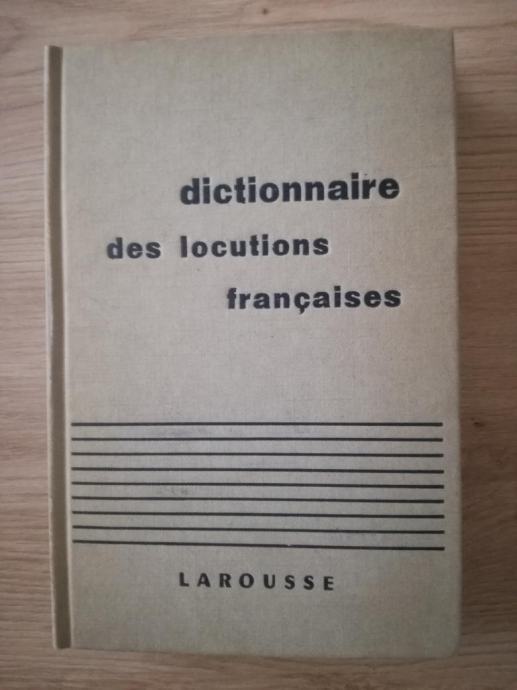 dictionnaire
des locutions
françaises
LAROUSSE